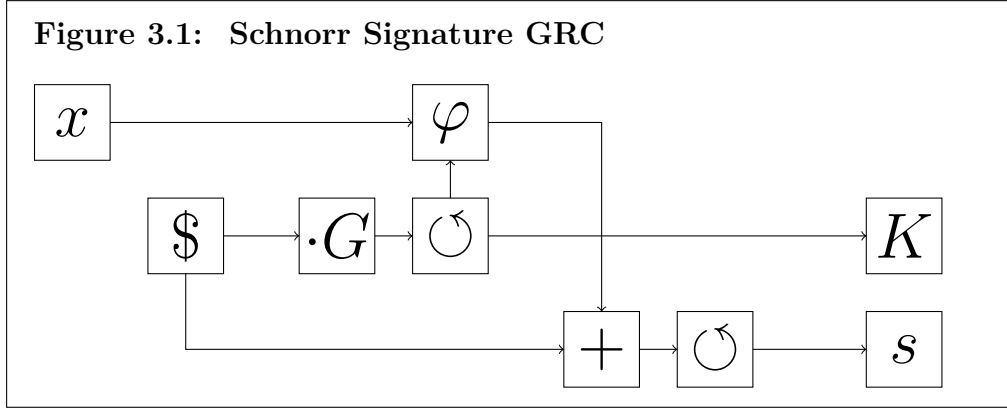 Figure 3.1: Schnorr Signature GRC
x φ
$ ·G ↺ K
+ ↺ s